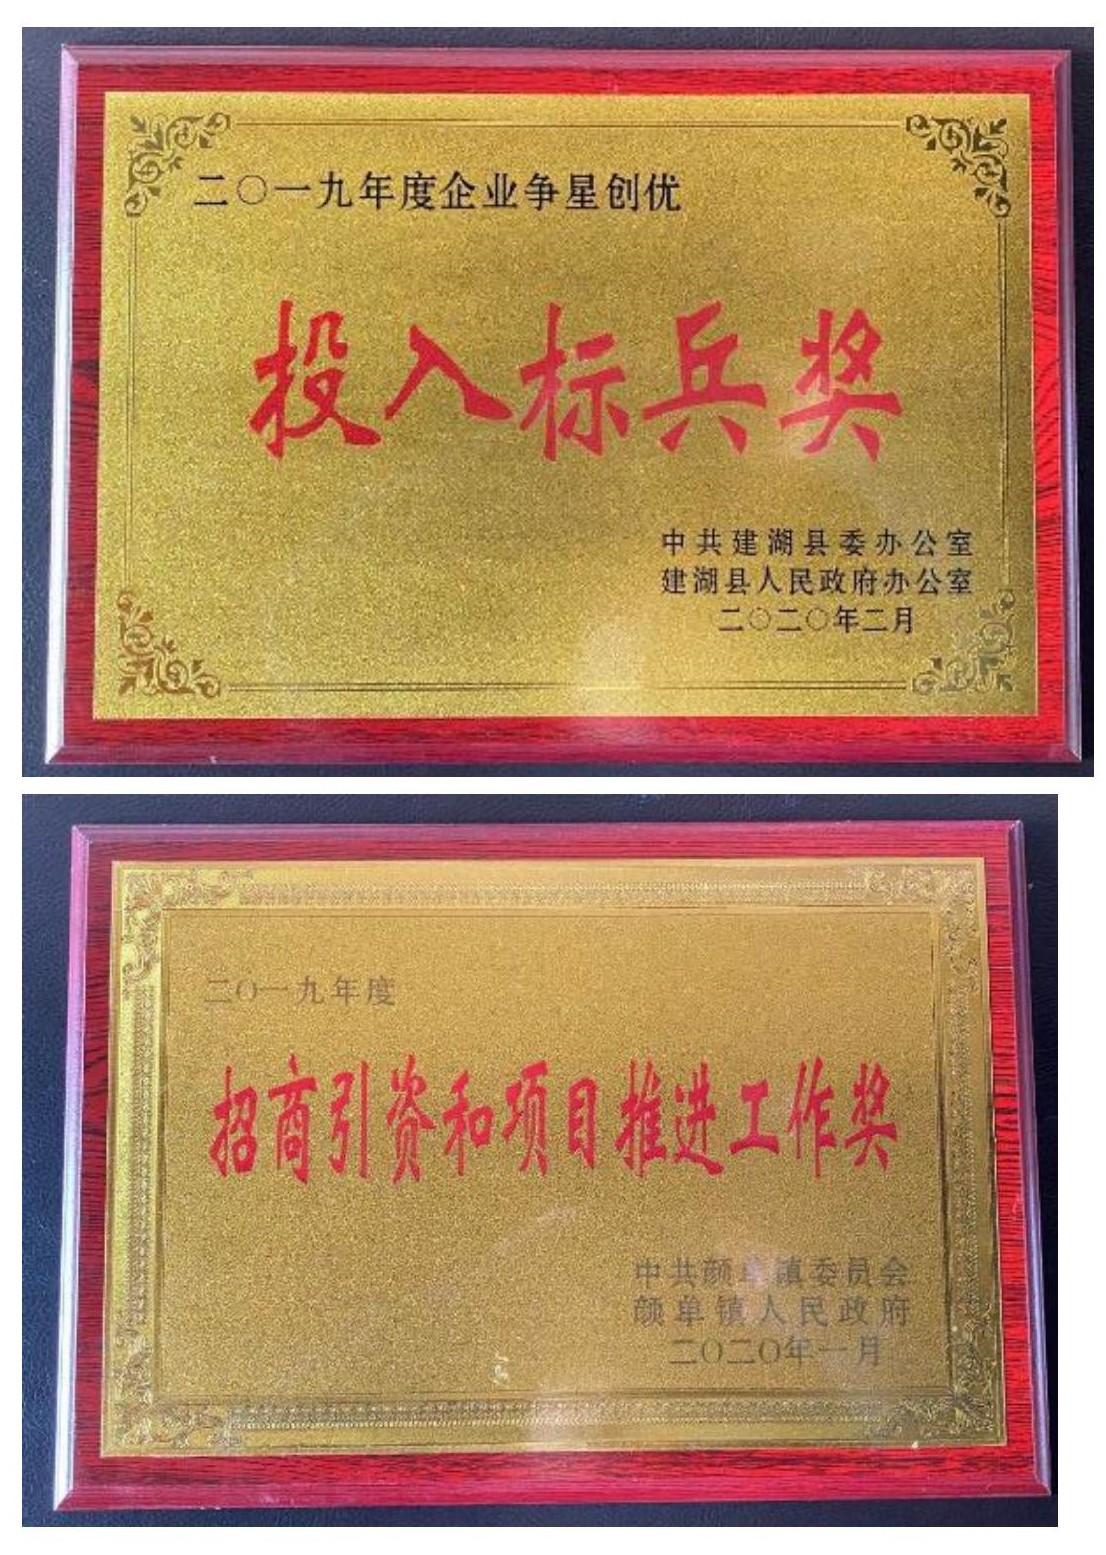 二〇一九年度企业争星创优
投入标兵奖
中共建湖县委办公室
建湖县人民政府办公室
二〇二〇年二月
二〇一九年度
招商引资和项目推进工作奖
中共颜单镇委员会
颜单镇人民政府
二〇二〇年一月